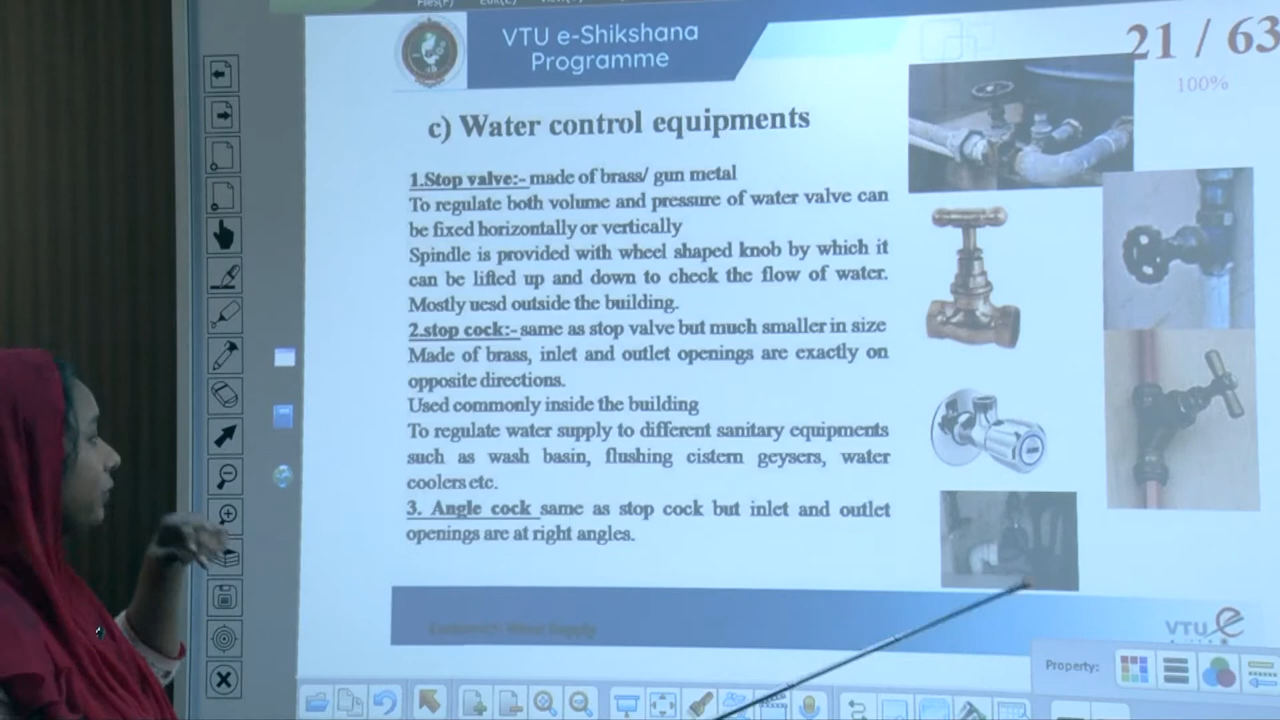 VTU e-Shikshana
Programme
21 / 63
100%
c) Water control equipments
1.Stop valve:- made of brass/ gun metal
To regulate both volume and pressure of water valve can
be fixed horizontally or vertically
Spindle is provided with wheel shaped knob by which it
can be lifted up and down to check the flow of water.
Mostly uesd outside the building.
2.stop cock:- same as stop valve but much smaller in size
Made of brass, inlet and outlet openings are exactly on
opposite directions.
Used commonly inside the building
To regulate water supply to different sanitary equipments
such as wash basin, flushing cistern geysers, water
coolers etc.
3. Angle cock same as stop cock but inlet and outlet
openings are at right angles.
VTU e
Property: